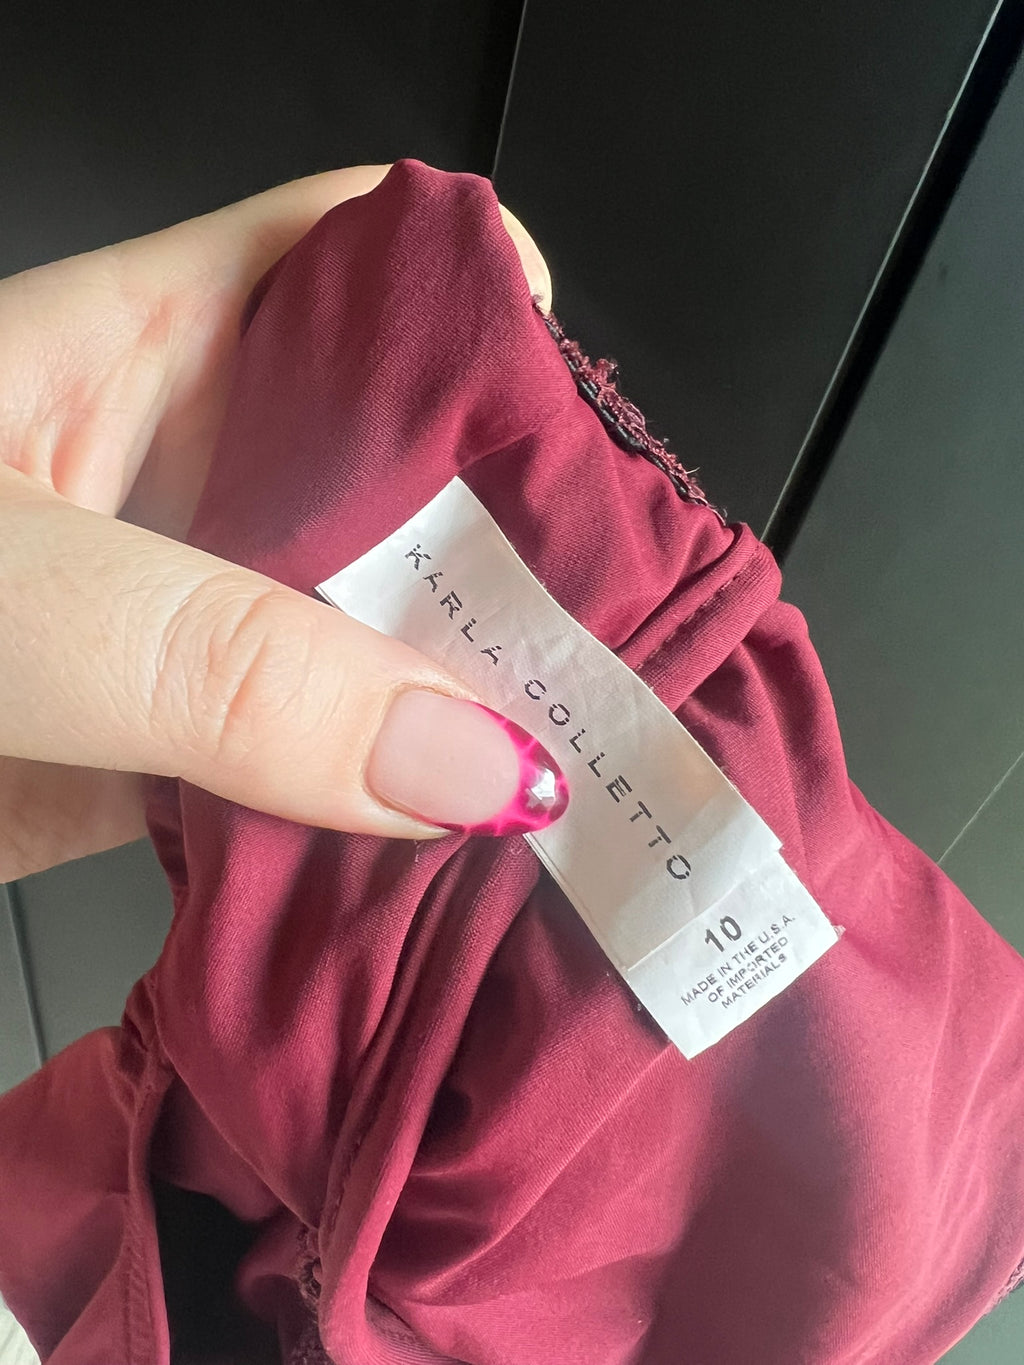 KARLA COLLETTO
10
MADE IN THE U.S.A.
OF IMPORTED
MATERIALS